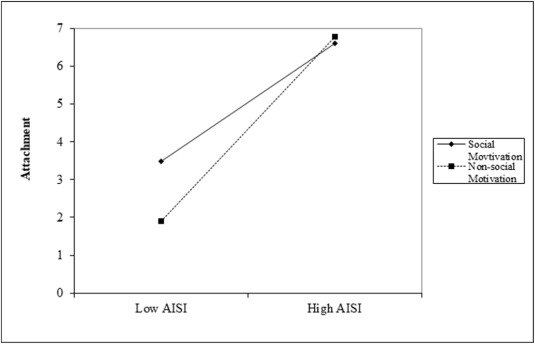 7
6
5
4
3
2
1
0
Attachment
Low AISI
High AISI
Social
Movtivation
Non-social
Motivation